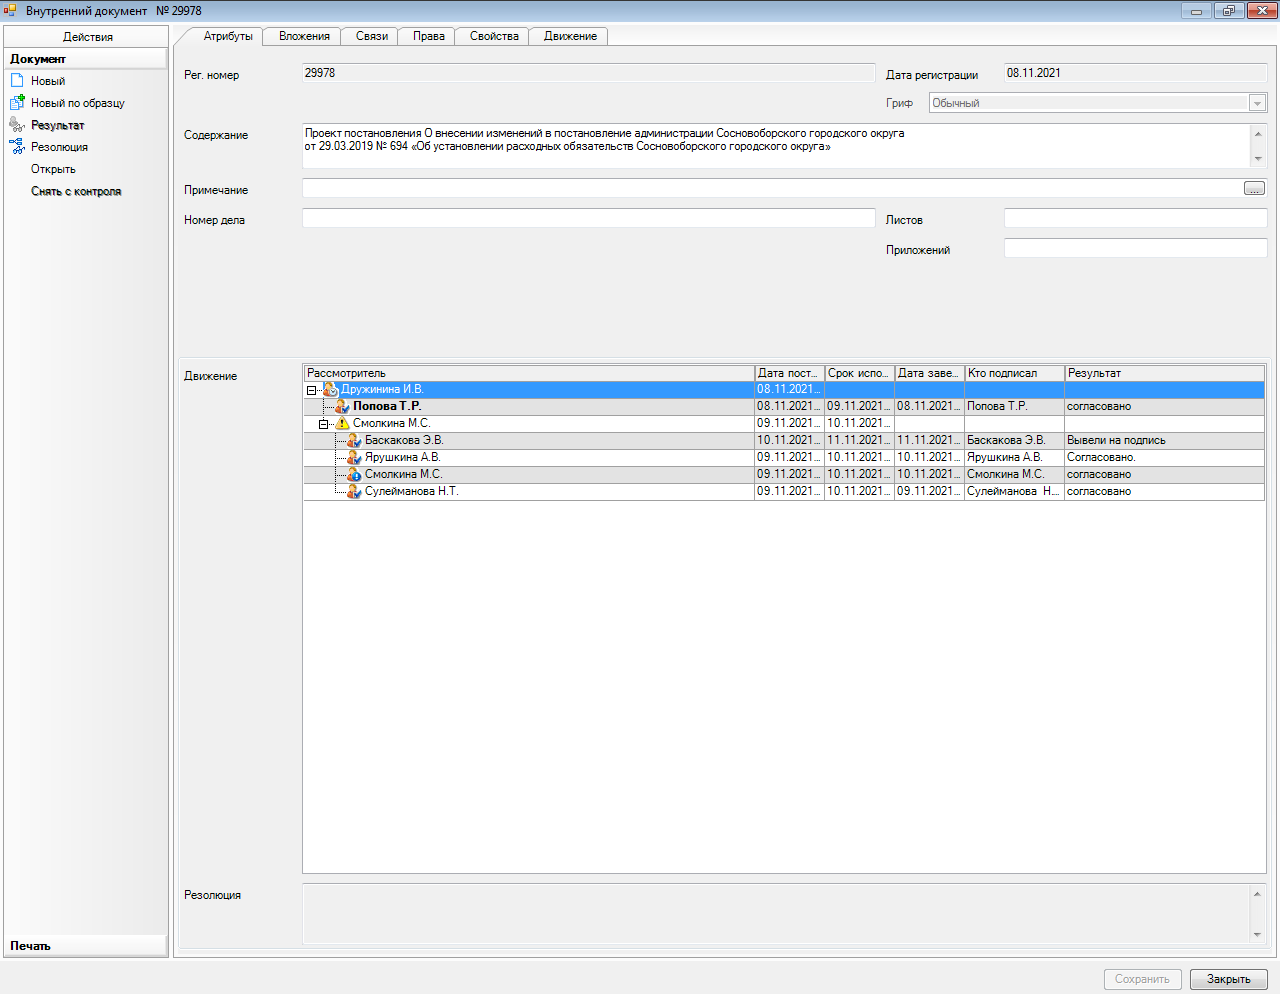 Внутренний документ № 29978
Действия
Документ
Новый
Новый по образцу
Результат
Резолюция
Открыть
Снять с контроля
Печать
Атрибуты Вложения Связи Права Свойства Движение
Рег. номер 29978 Дата регистрации 08.11.2021
Гриф Обычный
Содержание Проект постановления О внесении изменений в постановление администрации Сосновоборского городского округа
от 29.03.2019 № 694 «Об установлении расходных обязательств Сосновоборского городского округа»
Примечание ...
Номер дела Листов
Приложений
Движение
Рассмотритель Дата пост... Срок испо... Дата заве... Кто подписал Результат
Дружинина И.В. 08.11.2021...
Попова Т.Р. 08.11.2021... 09.11.2021... 08.11.2021... Попова Т.Р. согласовано
Смолкина М.С. 09.11.2021... 10.11.2021...
Баскакова Э.В. 10.11.2021... 11.11.2021... 11.11.2021... Баскакова Э.В. Вывели на подпись
Ярушкина А.В. 09.11.2021... 10.11.2021... 10.11.2021... Ярушкина А.В. Согласовано.
Смолкина М.С. 09.11.2021... 10.11.2021... 10.11.2021... Смолкина М.С. согласовано
Сулейманова Н.Т. 09.11.2021... 10.11.2021... 09.11.2021... Сулейманова Н.... согласовано
Резолюция
Сохранить Закрыть